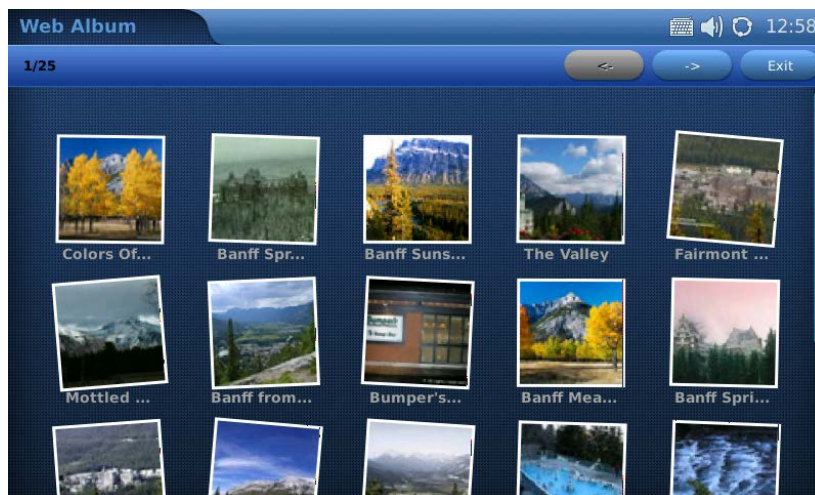 Web Album
12:58
1/25
<-
->
Exit
Colors Of...
Banff Spr...
Banff Suns...
The Valley
Fairmont ...
Mottled ...
Banff from...
Bumper's...
Banff Mea...
Banff Spri...